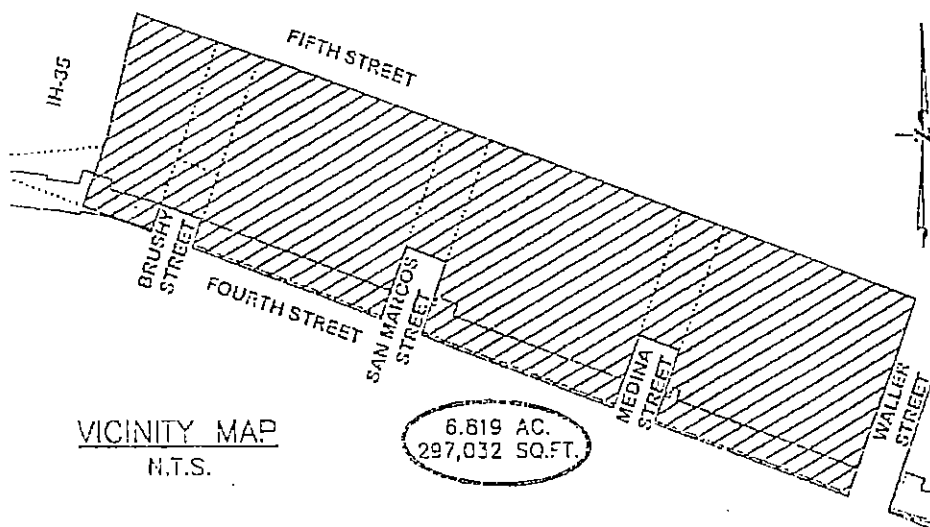 FIFTH STREET
IH-35
BRUSHY
STREET
FOURTH STREET
SAN MARCOS
STREET
MEDINA
STREET
WALLER
STREET
VICINITY MAP
N.T.S.
6.819 AC.
297,032 SQ.FT.